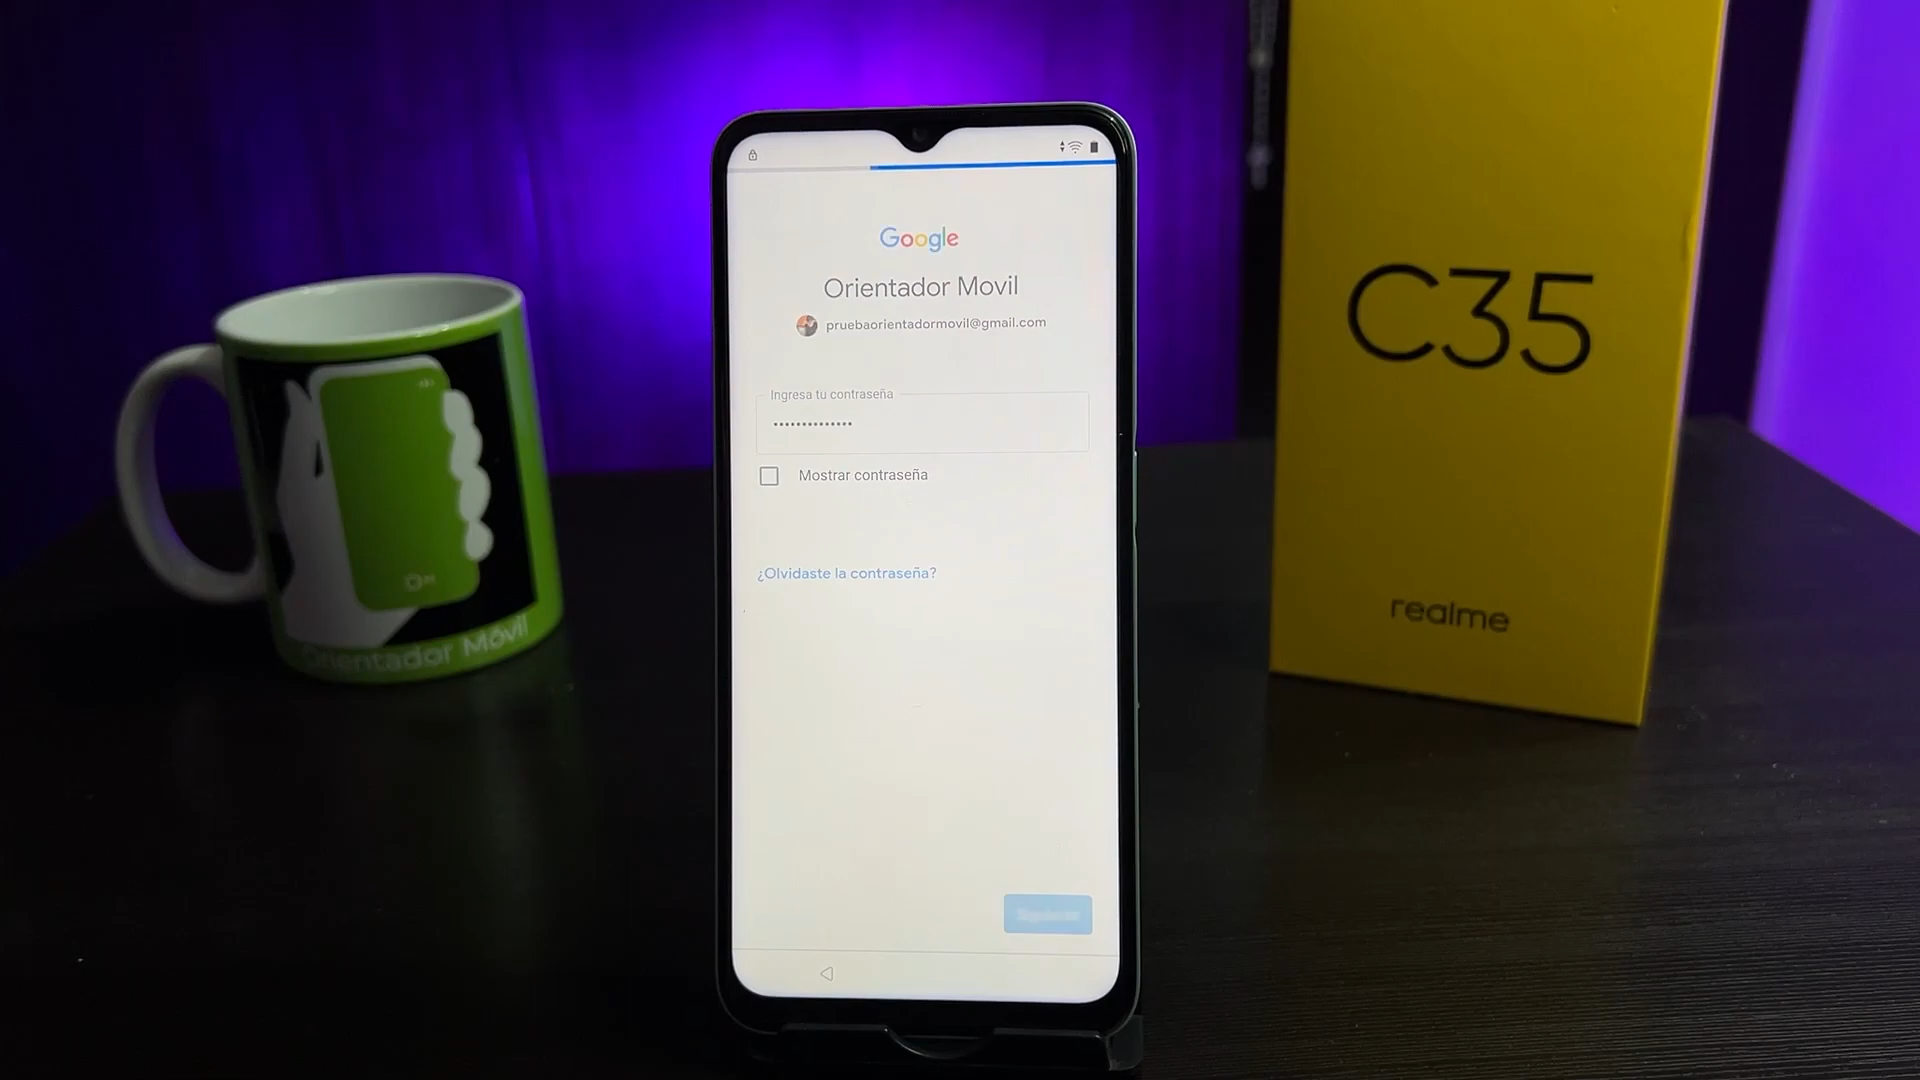 Google
Orientador Movil
pruebaorientadormovil@gmail.com
Ingresa tu contraseña
••••••••••••••
Mostrar contraseña
¿Olvidaste la contraseña?
Orientador Móvil
C35
realme